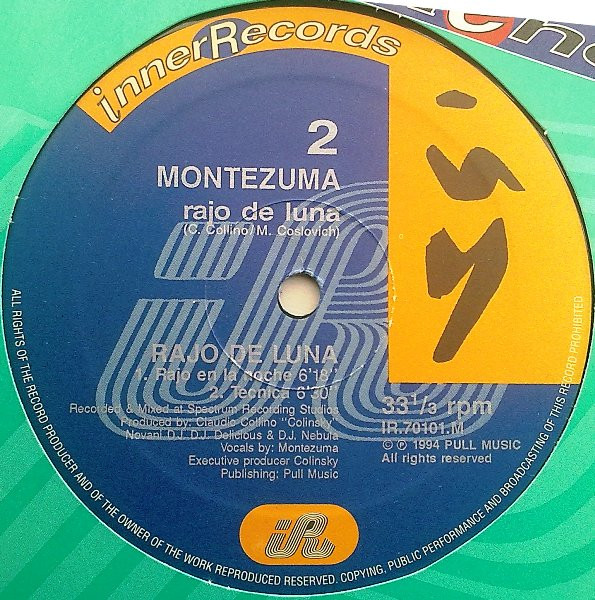 innerRecords
2
MONTEZUMA
rajo de luna
(C. Collino/M. Coslovich)
RAJO DE LUNA
1. Rajo en la noche 6'18''
2. Tecnica 6'30''
Recorded & Mixed at Spectrum Recording Studios
Produced by: Claudio Collino "Colinsky"
Novani DJ D.J. Delicious & D.J. Nebula
Vocals by: Montezuma
Executive producer Colinsky
Publishing: Pull Music
33 1/3 rpm
IR.70101.M
© ℗ 1994 PULL MUSIC
All rights reserved
iR
ALL RIGHTS OF THE RECORD PRODUCER AND OF THE OWNER OF THE WORK REPRODUCED RESERVED. COPYING, PUBLIC PERFORMANCE AND BROADCASTING OF THIS RECORD PROHIBITED